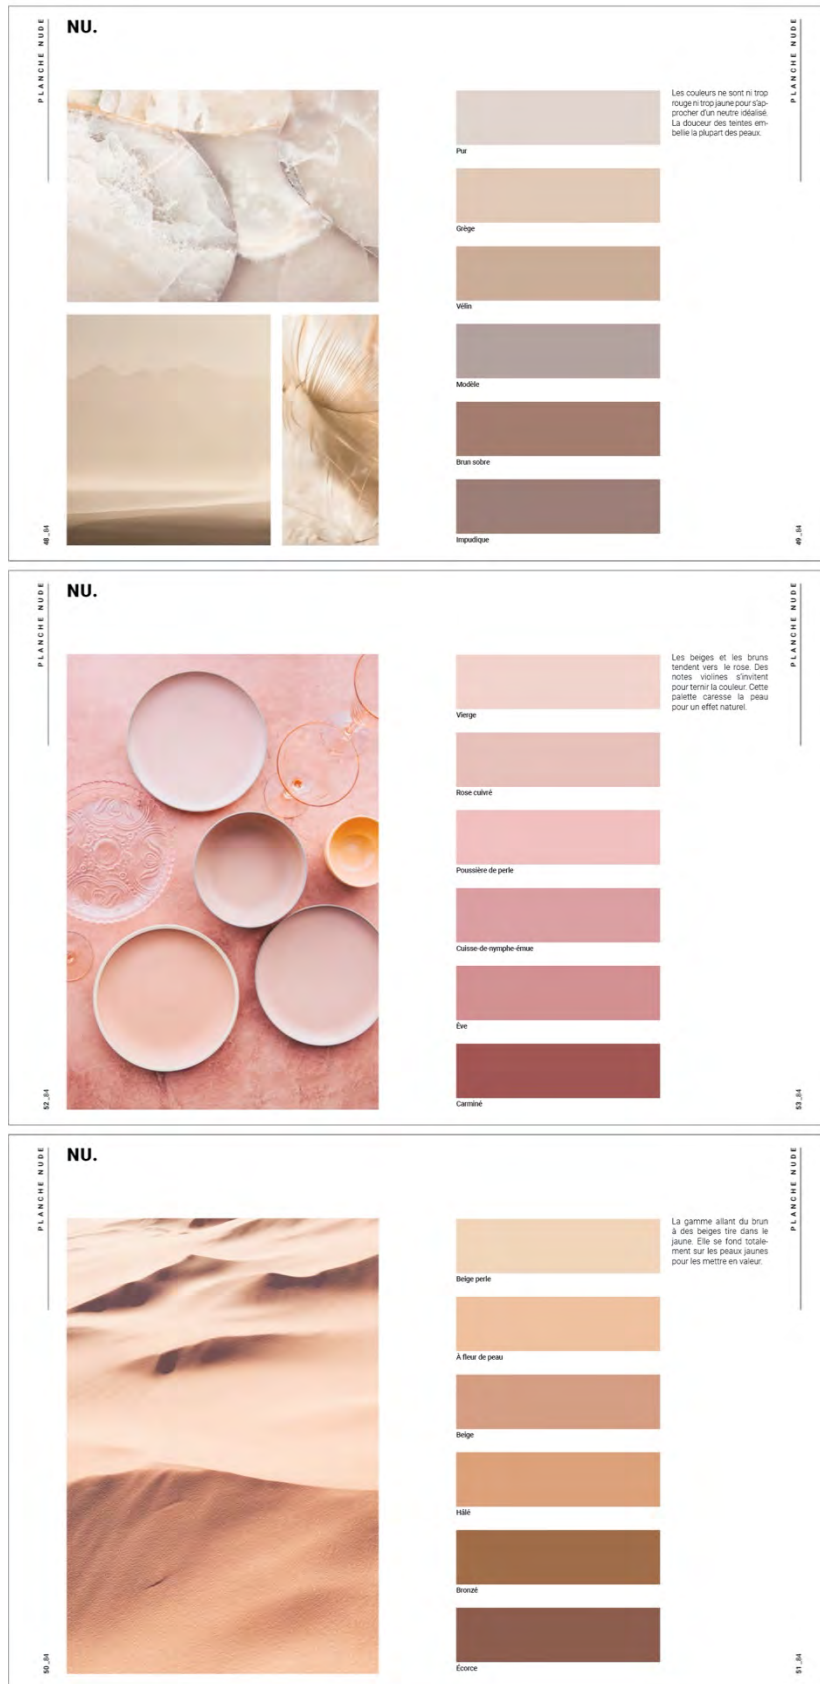 PLANCHE NUDE
NU.
PLANCHE NUDE
Les couleurs ne sont ni trop
rouge ni trop jaune pour s'ap-
procher d'un neutre idéalisé.
La douceur des teintes em-
bellie la plupart des peaux.
Pur
Grège
Vélin
Modèle
Brun sobre
Impudique
48_84
49_84
PLANCHE NUDE
NU.
PLANCHE NUDE
Les beiges et les bruns
tendent vers le rose. Des
notes violines s'invitent
pour ternir la couleur. Cette
palette caresse la peau
pour un effet naturel.
Vierge
Rose cuivré
Poussière de perle
Cuisse-de-nymphe-émue
Ève
Carminé
52_84
53_84
PLANCHE NUDE
NU.
PLANCHE NUDE
La gamme allant du brun
à des beiges tire dans le
jaune. Elle se fond totale-
ment sur les peaux jaunes
pour les mettre en valeur.
Beige perle
À fleur de peau
Beige
Hâlé
Bronzé
Écorce
50_84
51_84